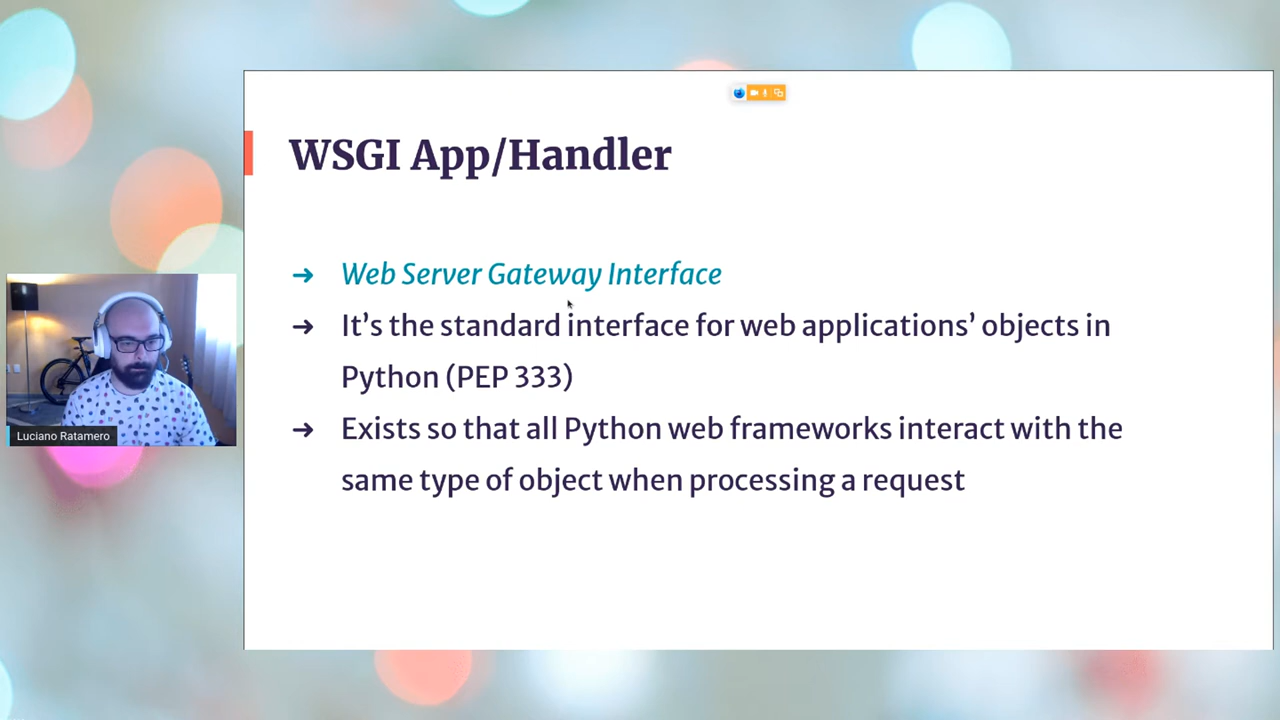 WSGI App/Handler
➔ Web Server Gateway Interface
➔ It’s the standard interface for web applications’ objects in
Python (PEP 333)
➔ Exists so that all Python web frameworks interact with the
same type of object when processing a request
Luciano Ratamero